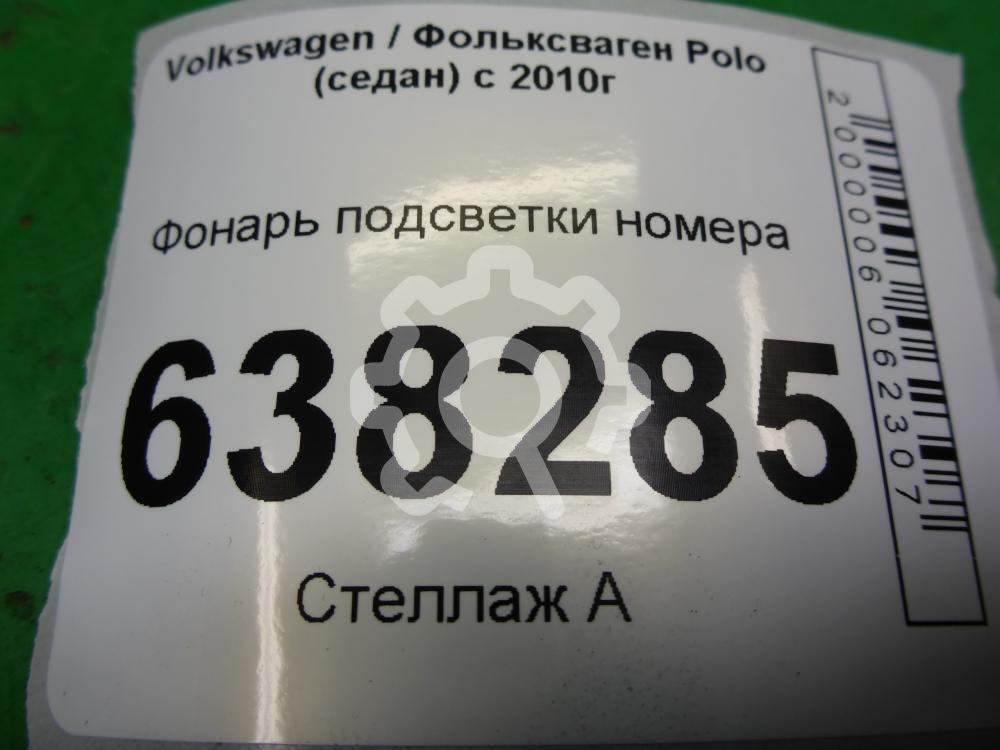 Volkswagen / Фольксваген Polo
(седан) с 2010г
Фонарь подсветки номера
638285
Стеллаж А
2000006062307